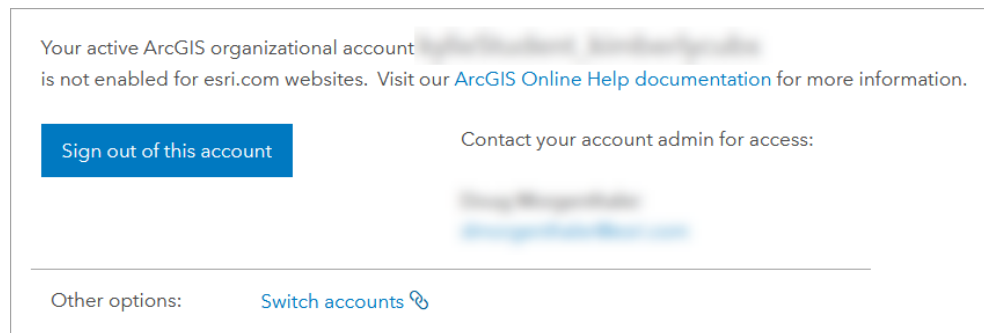 Your active ArcGIS organizational account
is not enabled for esri.com websites. Visit our ArcGIS Online Help documentation for more information.
Sign out of this account
Contact your account admin for access:
Other options:
Switch accounts